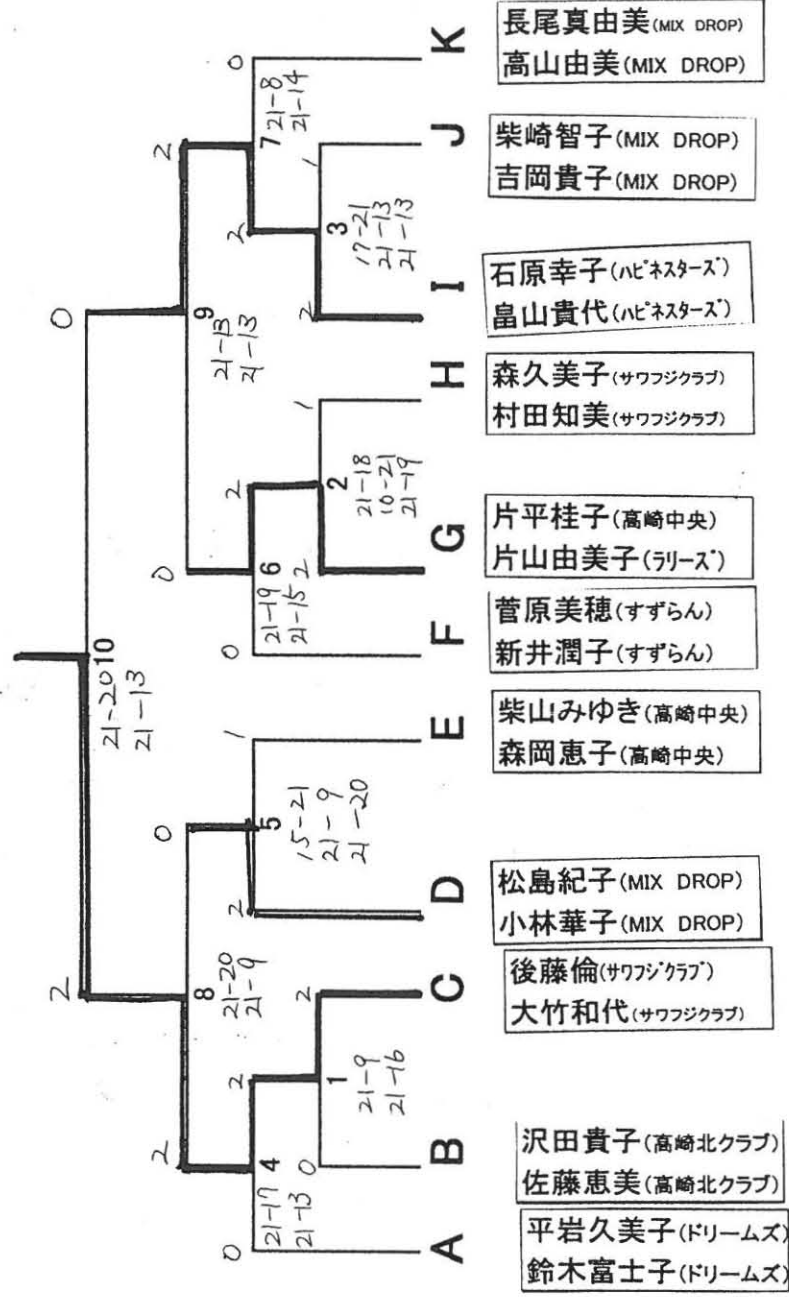 K
長尾真由美(MIX DROP)
高山由美(MIX DROP)
J
柴崎智子(MIX DROP)
吉岡貴子(MIX DROP)
I
石原幸子(ハピネスターズ)
畠山貴代(ハピネスターズ)
H
森久美子(サワフジクラブ)
村田知美(サワフジクラブ)
G
片平桂子(高崎中央)
片山由美子(ラリーズ)
F
菅原美穂(すずらん)
新井潤子(すずらん)
E
柴山みゆき(高崎中央)
森岡恵子(高崎中央)
D
松島紀子(MIX DROP)
小林華子(MIX DROP)
C
後藤倫(サワフジクラブ)
大竹和代(サワフジクラブ)
B
沢田貴子(高崎北クラブ)
佐藤恵美(高崎北クラブ)
A
平岩久美子(ドリームズ)
鈴木富士子(ドリームズ)
10
2
0
21-20
21-13
8
2
0
21-20
21-9
9
0
2
21-13
21-13
4
0
2
21-17
21-13
5
2
1
15-21
21-9
21-20
6
0
2
21-19
21-15
7
2
0
21-8
21-14
1
0
2
21-9
21-16
2
2
1
21-18
10-21
21-19
3
2
1
17-21
21-13
21-13